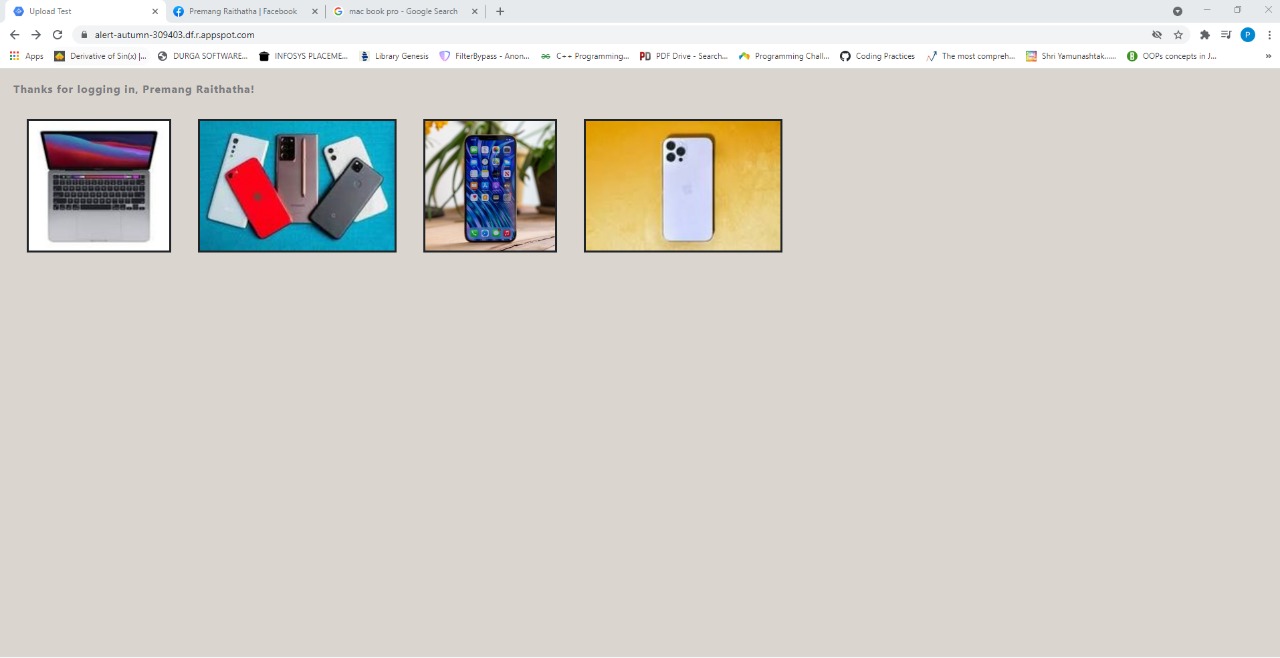 Upload Test
Premang Raithatha | Facebook
mac book pro - Google Search
alert-autumn-309403.df.r.appspot.com
P
Apps
Derivative of Sin(x) |...
DURGA SOFTWARE...
INFOSYS PLACEME...
Library Genesis
FilterBypass - Anon...
C++ Programming...
PDF Drive - Search...
Programming Chall...
Coding Practices
The most compreh...
Shri Yamunashtak......
OOPs concepts in J...
»
Thanks for logging in, Premang Raithatha!